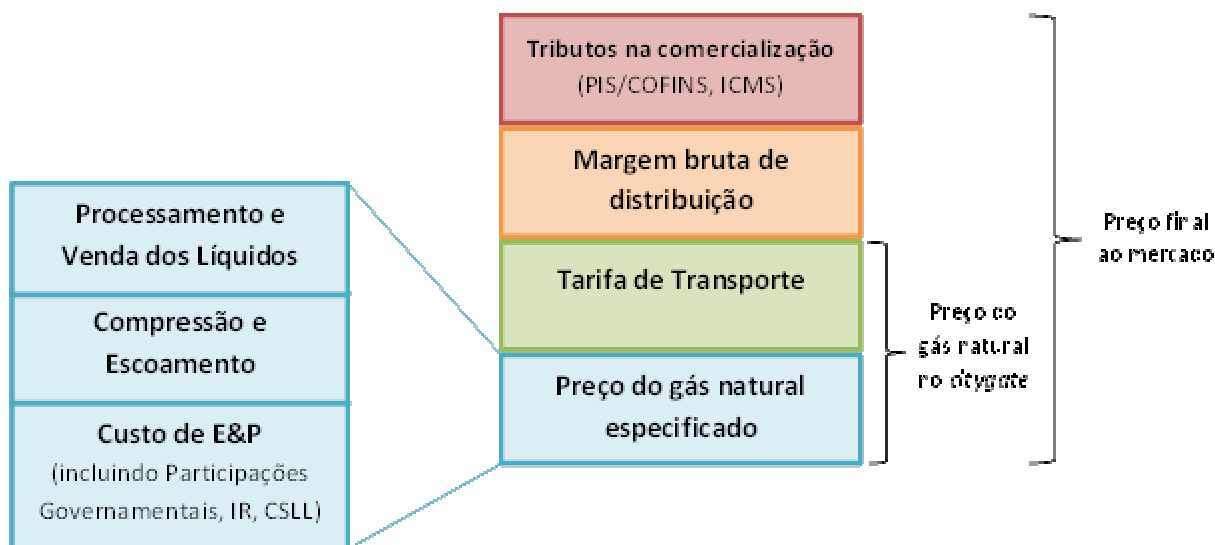 Tributos na comercialização
(PIS/COFINS, ICMS)
Margem bruta de
distribuição
Tarifa de Transporte
Preço do gás natural
especificado
Processamento e
Venda dos Líquidos
Compressão e
Escoamento
Custo de E&P
(incluindo Participações
Governamentais, IR, CSLL)
Preço do
gás natural
no citygate
Preço final
ao mercado